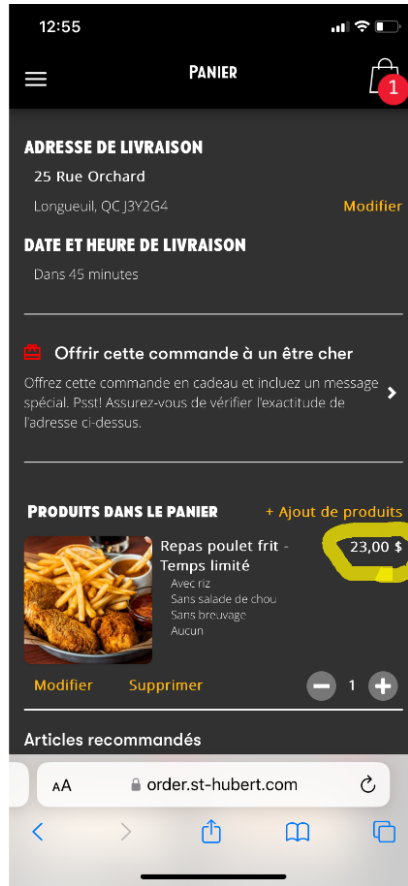 12:55
PANIER
1
ADRESSE DE LIVRAISON
25 Rue Orchard
Longueuil, QC J3Y2G4
Modifier
DATE ET HEURE DE LIVRAISON
Dans 45 minutes
Offrir cette commande à un être cher
Offrez cette commande en cadeau et incluez un message
spécial. Psst! Assurez-vous de vérifier l'exactitude de
l'adresse ci-dessus.
PRODUITS DANS LE PANIER
+ Ajout de produits
Repas poulet frit -
Temps limité
23,00 $
Avec riz
Sans salade de chou
Sans breuvage
Aucun
Modifier
Supprimer
1
Articles recommandés
AA
order.st-hubert.com